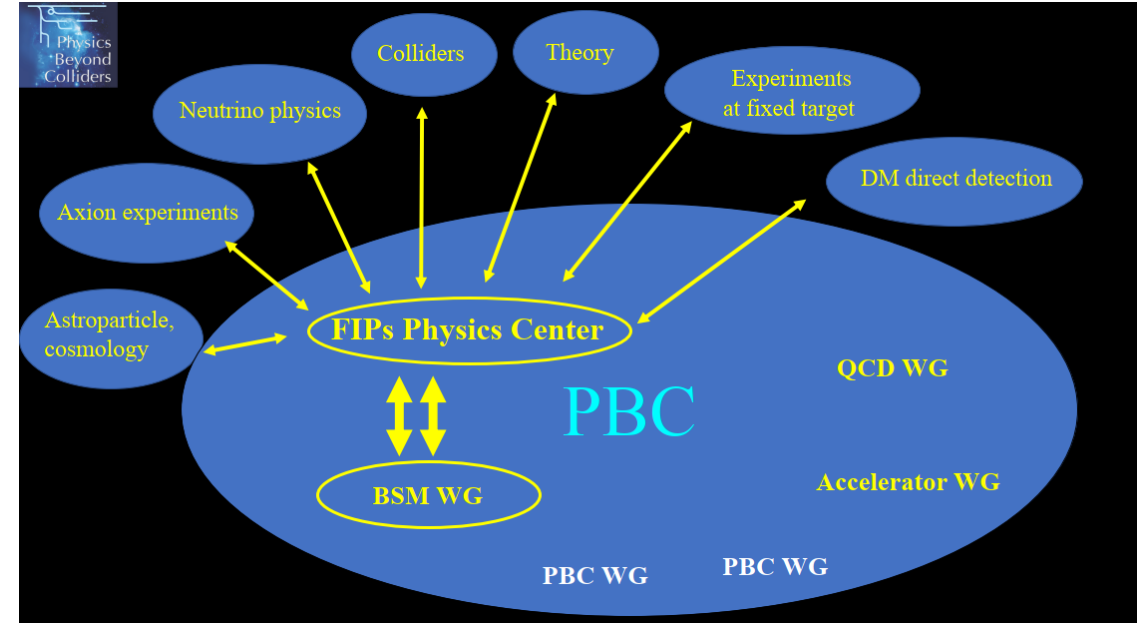 Physics
Beyond
Colliders
Colliders
Theory
Experiments
at fixed target
Neutrino physics
DM direct detection
Axion experiments
Astroparticle,
cosmology
FIPs Physics Center
QCD WG
PBC
Accelerator WG
BSM WG
PBC WG
PBC WG